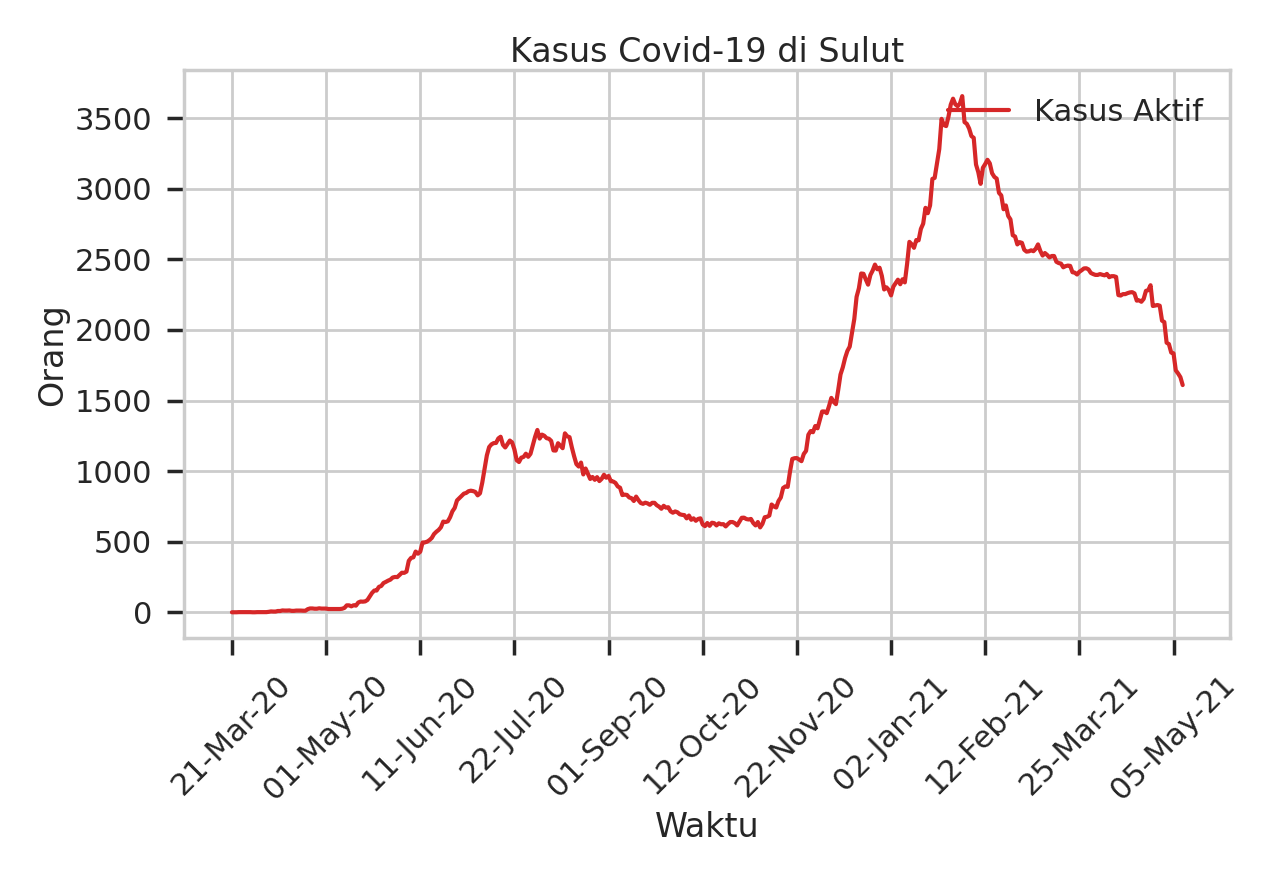 Kasus Covid-19 di Sulut
Kasus Aktif
3500
3000
2500
2000
1500
1000
500
0
Orang
21-Mar-20
01-May-20
11-Jun-20
22-Jul-20
01-Sep-20
12-Oct-20
22-Nov-20
02-Jan-21
12-Feb-21
25-Mar-21
05-May-21
Waktu